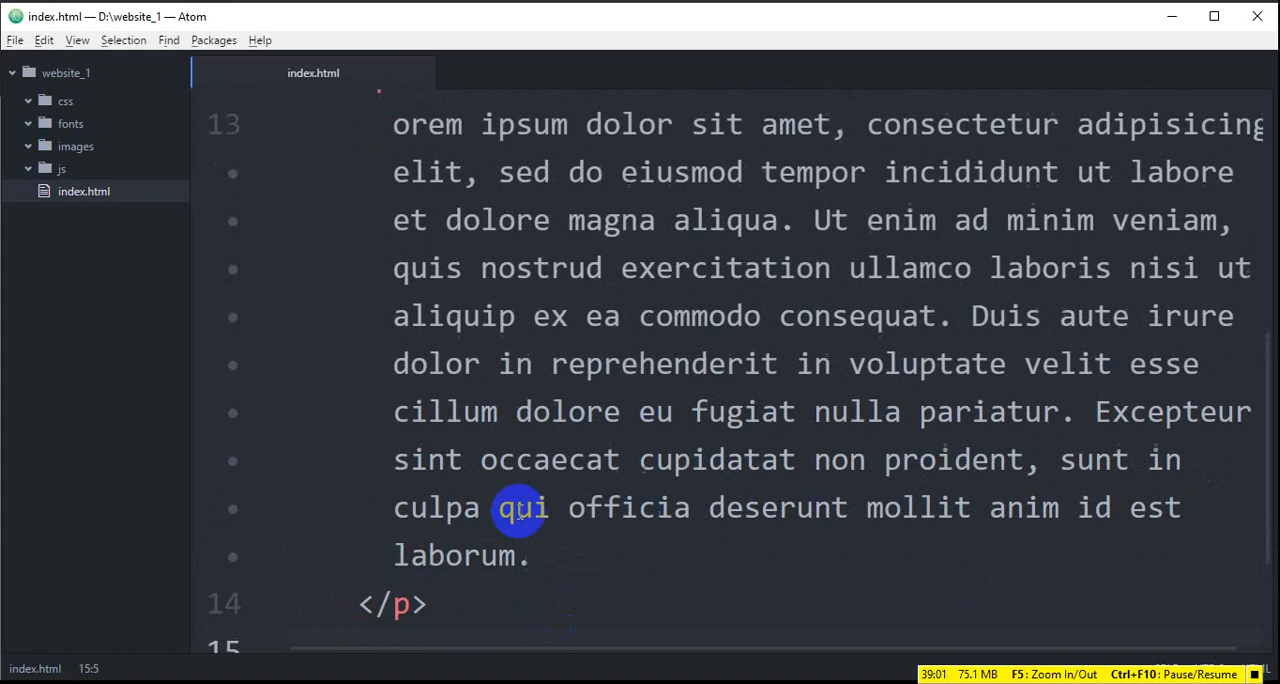 index.html — D:\website_1 — Atom
File Edit View Selection Find Packages Help
website_1
css
fonts
images
js
index.html
index.html
13 orem ipsum dolor sit amet, consectetur adipisicing
elit, sed do eiusmod tempor incididunt ut labore
et dolore magna aliqua. Ut enim ad minim veniam,
quis nostrud exercitation ullamco laboris nisi ut
aliquip ex ea commodo consequat. Duis aute irure
dolor in reprehenderit in voluptate velit esse
cillum dolore eu fugiat nulla pariatur. Excepteur
sint occaecat cupidatat non proident, sunt in
culpa qui officia deserunt mollit anim id est
laborum.
14 </p>
15
index.html 15:5
39:01 75.1 MB F5: Zoom In/Out Ctrl+F10: Pause/Resume